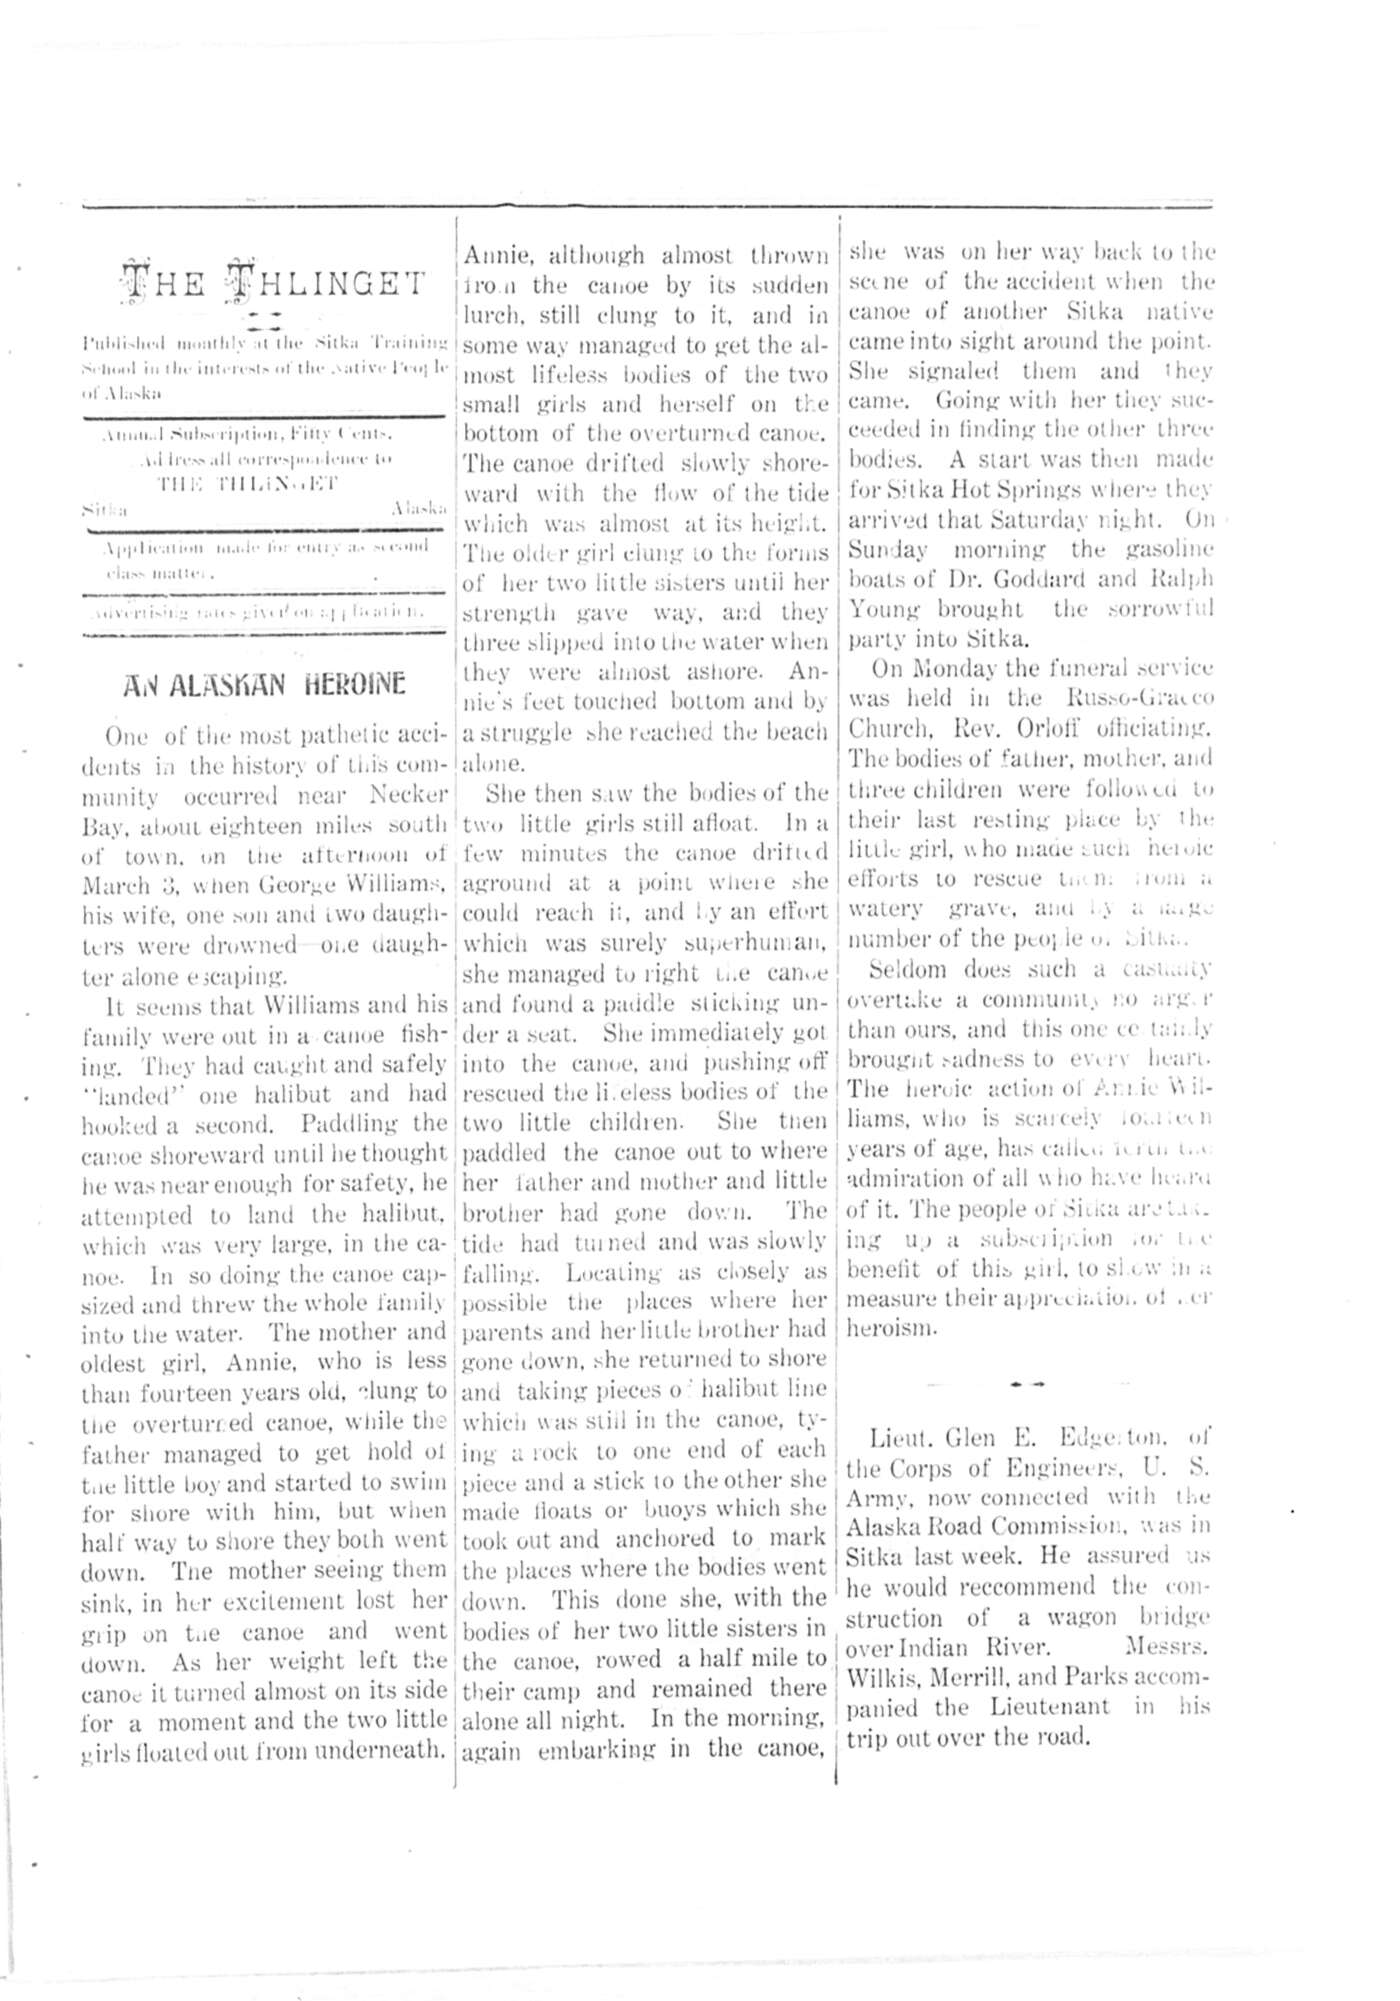 THE THLINGET
Published monthly at the Sitka Training
School in the interests of the Native People
of Alaska
Annual Subscription, Fifty Cents.
Address all correspondence to
THE THLINGET
Sitka Alaska
Application made for entry as second
class matter.
Advertising rates given on application.
AN ALASKAN HEROINE
One of the most pathetic acci-
dents in the history of this com-
munity occurred near Necker
Bay, about eighteen miles south
of town, on the afternoon of
March 3, when George Williams,
his wife, one son and two daugh-
ters were drowned one daugh-
ter alone escaping.
It seems that Williams and his
family were out in a canoe fish-
ing. They had caught and safely
"landed" one halibut and had
hooked a second. Paddling the
canoe shoreward until he thought
he was near enough for safety, he
attempted to land the halibut,
which was very large, in the ca-
noe. In so doing the canoe cap-
sized and threw the whole family
into the water. The mother and
oldest girl, Annie, who is less
than fourteen years old, clung to
the overturned canoe, while the
father managed to get hold of
the little boy and started to swim
for shore with him, but when
half way to shore they both went
down. The mother seeing them
sink, in her excitement lost her
grip on the canoe and went
down. As her weight left the
canoe it turned almost on its side
for a moment and the two little
girls floated out from underneath.
Annie, although almost thrown
from the canoe by its sudden
lurch, still clung to it, and in
some way managed to get the al-
most lifeless bodies of the two
small girls and herself on the
bottom of the overturned canoe.
The canoe drifted slowly shore-
ward with the flow of the tide
which was almost at its height.
The older girl clung to the forms
of her two little sisters until her
strength gave way, and they
three slipped into the water when
they were almost ashore. An-
nie's feet touched bottom and by
a struggle she reached the beach
alone.
She then saw the bodies of the
two little girls still afloat. In a
few minutes the canoe drifted
aground at a point where she
could reach it, and by an effort
which was surely superhuman,
she managed to right the canoe
and found a paddle sticking un-
der a seat. She immediately got
into the canoe, and pushing off
rescued the lifeless bodies of the
two little children. She then
paddled the canoe out to where
her father and mother and little
brother had gone down. The
tide had turned and was slowly
falling. Locating as closely as
possible the places where her
parents and her little brother had
gone down, she returned to shore
and taking pieces of halibut line
which was still in the canoe, ty-
ing a rock to one end of each
piece and a stick to the other she
made floats or buoys which she
took out and anchored to mark
the places where the bodies went
down. This done she, with the
bodies of her two little sisters in
the canoe, rowed a half mile to
their camp and remained there
alone all night. In the morning,
again embarking in the canoe,
she was on her way back to the
scene of the accident when the
canoe of another Sitka native
came into sight around the point.
She signaled them and they
came. Going with her they suc-
ceeded in finding the other three
bodies. A start was then made
for Sitka Hot Springs where they
arrived that Saturday night. On
Sunday morning the gasoline
boats of Dr. Goddard and Ralph
Young brought the sorrowful
party into Sitka.
On Monday the funeral service
was held in the Russo-Graeco
Church, Rev. Orloff officiating.
The bodies of father, mother, and
three children were followed to
their last resting place by the
little girl, who made such heroic
efforts to rescue them from a
watery grave, and by a large
number of the people of Sitka.
Seldom does such a casualty
overtake a community no larger
than ours, and this one certainly
brought sadness to every heart.
The heroic action of Annie Wil-
liams, who is scarcely fourteen
years of age, has called forth the
admiration of all who have heard
of it. The people of Sitka are tak-
ing up a subscription for the
benefit of this girl, to show in a
measure their appreciation of her
heroism.
Lieut. Glen E. Edgerton, of
the Corps of Engineers, U. S.
Army, now connected with the
Alaska Road Commission, was in
Sitka last week. He assured us
he would reccommend the con-
struction of a wagon bridge
over Indian River. Messrs.
Wilkis, Merrill, and Parks accom-
panied the Lieutenant in his
trip out over the road.